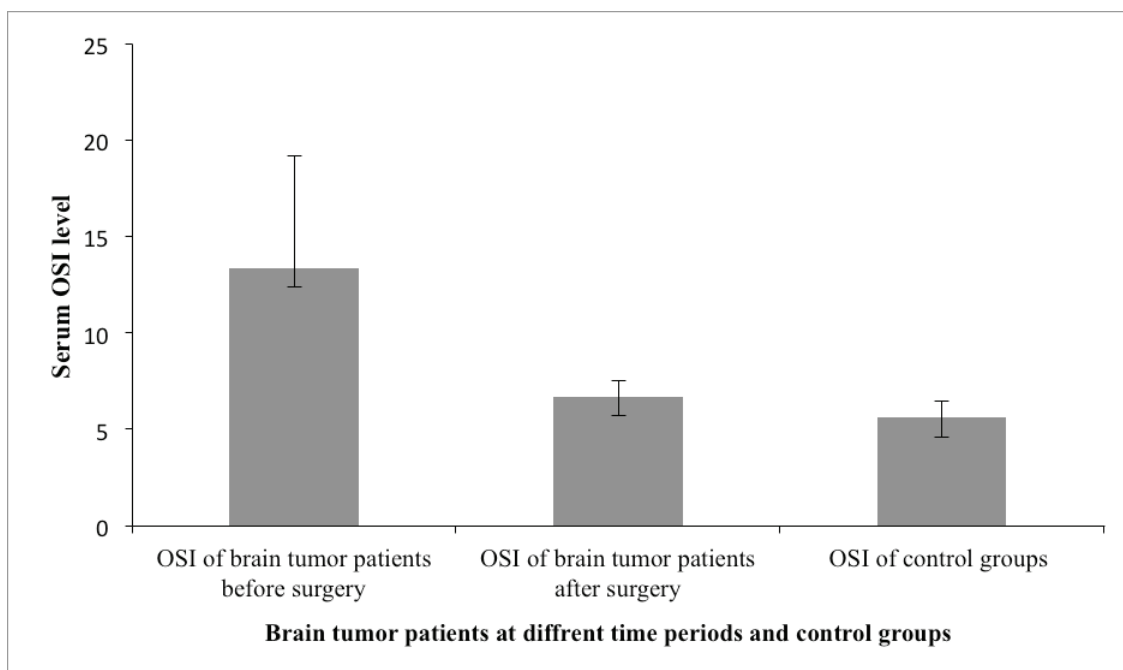 25
20
15
10
5
0
Serum OSI level
OSI of brain tumor patients
before surgery
OSI of brain tumor patients
after surgery
OSI of control groups
Brain tumor patients at diffrent time periods and control groups